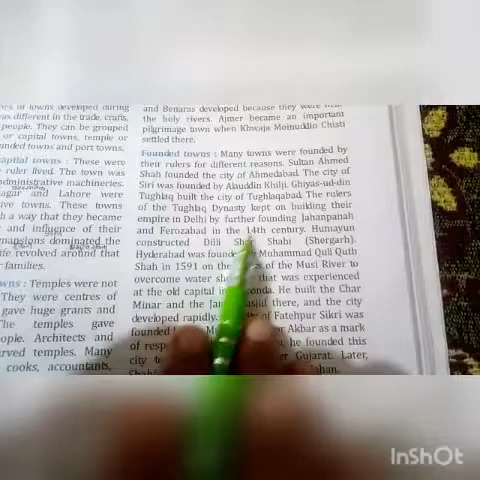 es of towns developed during
as different in the trade, crafts,
people. They can be grouped
or capital towns, temple or
unded towns and port towns.
apital towns : These were
ruler lived. The town was
administrative machineries.
agar and Lahore were
ive towns. These towns
h a way that they became
and influence of their
mansions dominated the
ife revolved around that
families.
wns : Temples were not
They were centres of
gave huge grants and
The temples gave
ople. Architects and
rved temples. Many
cooks, accountants,
and Benaras developed because they were
the holy rivers. Ajmer became an important
pilgrimage town when Khwaja Moinuddin Chisti
settled there.
Founded towns : Many towns were founded by
their rulers for different reasons. Sultan Ahmed
Shah founded the city of Ahmedabad. The city of
Siri was founded by Alauddin Khilji. Ghiyas-ud-din
Tughlaq built the city of Tughlaqabad. The rulers
of the Tughlaq Dynasty kept on building their
empire in Delhi by further founding Jahanpanah
and Ferozabad in the 14th century. Humayun
constructed Dilli Shahi (Shergarh).
Hyderabad was founded by Muhammad Quli Qutb
Shah in 1591 on the of the Musi River to
overcome water that was experienced
at the old capital in onda. He built the Char
Minar and the Jama Masjid there, and the city
developed rapidly. of Fatehpur Sikri was
founded Akbar as a mark
of resp he founded this
city Gujarat. Later,
InShOt